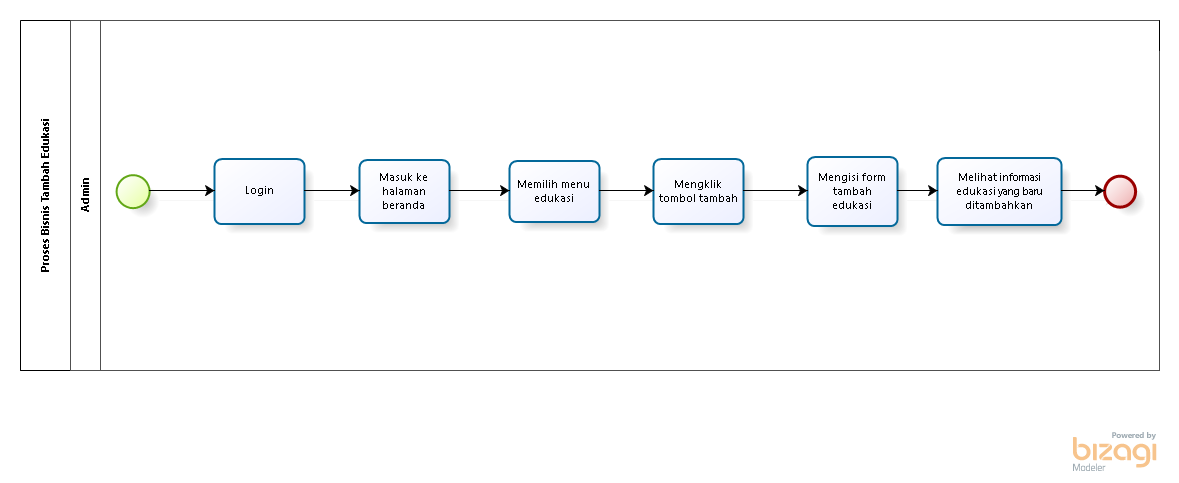 Proses Bisnis Tambah Edukasi
Admin
Login
Masuk ke
halaman
beranda
Memilih menu
edukasi
Mengklik
tombol tambah
Mengisi form
tambah
edukasi
Melihat informasi
edukasi yang baru
ditambahkan
Powered by
bizagi
Modeler